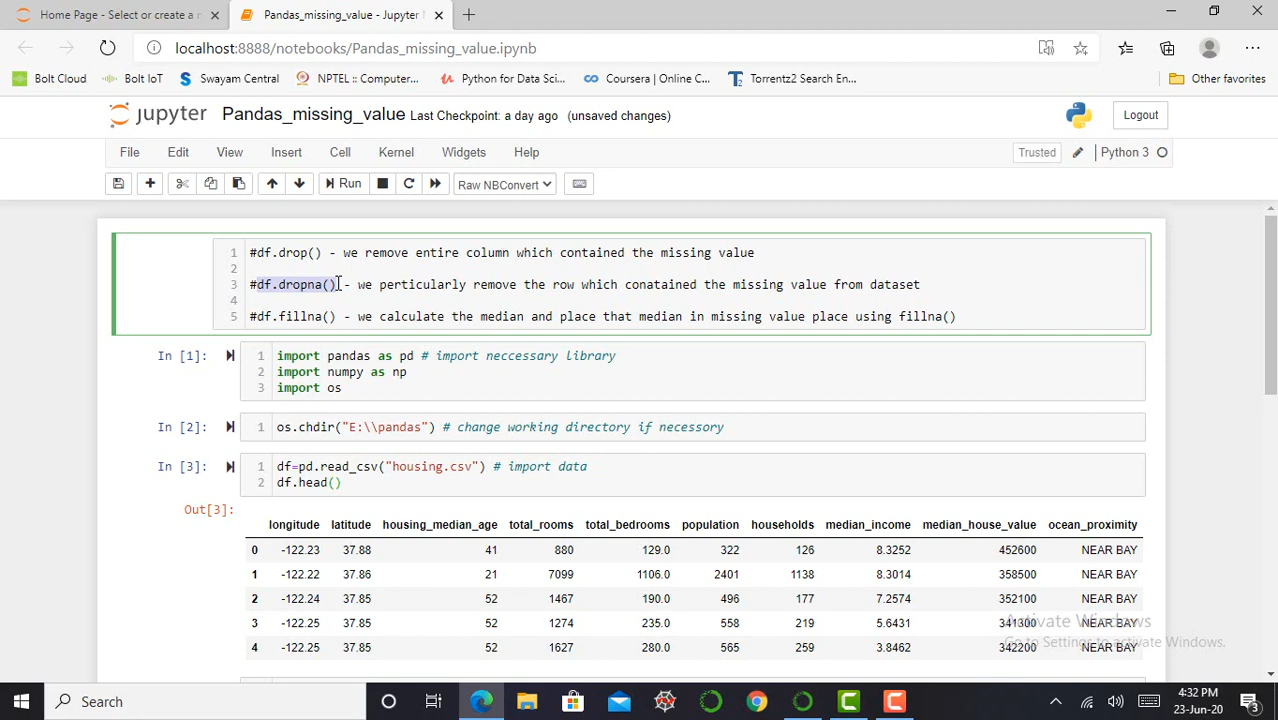 Home Page - Select or create a n
Pandas_missing_value - Jupyter
localhost:8888/notebooks/Pandas_missing_value.ipynb
Bolt Cloud Bolt IoT Swayam Central NPTEL :: Computer... Python for Data Sci... Coursera | Online C... Torrentz2 Search En... Other favorites
jupyter Pandas_missing_value Last Checkpoint: a day ago (unsaved changes) Logout
File Edit View Insert Cell Kernel Widgets Help Trusted Python 3
Run Raw NBConvert
1 #df.drop() - we remove entire column which contained the missing value
2
3 #df.dropna() - we perticularly remove the row which conatained the missing value from dataset
4
5 #df.fillna() - we calculate the median and place that median in missing value place using fillna()
In [1]: 1 import pandas as pd # import neccessary library
2 import numpy as np
3 import os
In [2]: 1 os.chdir("E:\\pandas") # change working directory if necessory
In [3]: 1 df=pd.read_csv("housing.csv") # import data
2 df.head()
Out[3]:
longitude latitude housing_median_age total_rooms total_bedrooms population households median_income median_house_value ocean_proximity
0 -122.23 37.88 41 880 129.0 322 126 8.3252 452600 NEAR BAY
1 -122.22 37.86 21 7099 1106.0 2401 1138 8.3014 358500 NEAR BAY
2 -122.24 37.85 52 1467 190.0 496 177 7.2574 352100 NEAR BAY
3 -122.25 37.85 52 1274 235.0 558 219 5.6431 341300 NEAR BAY
4 -122.25 37.85 52 1627 280.0 565 259 3.8462 342200 NEAR BAY
Activate Windows
Go to Settings to activate Windows.
Search
4:32 PM
23-Jun-20
3